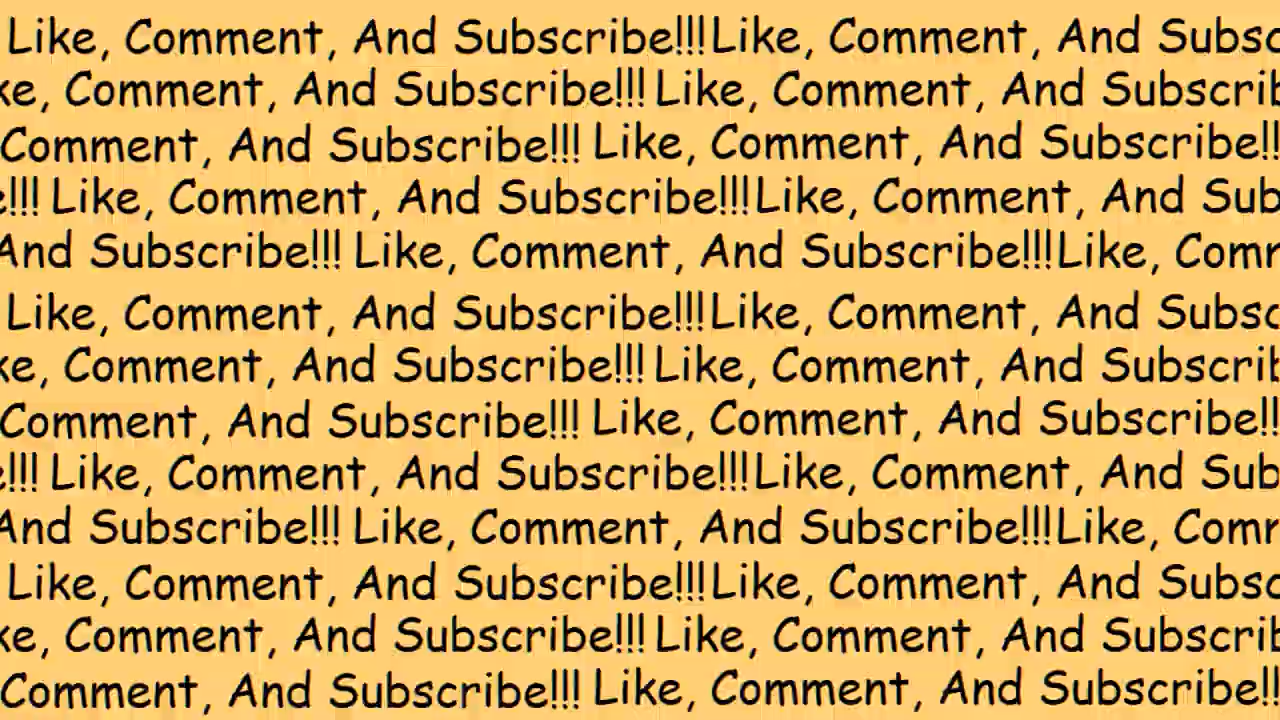 Like, Comment, And Subscribe!!!Like, Comment, And Subsc
ke, Comment, And Subscribe!!! Like, Comment, And Subscrib
Comment, And Subscribe!!! Like, Comment, And Subscribe!!
e!!! Like, Comment, And Subscribe!!!Like, Comment, And Sub
And Subscribe!!! Like, Comment, And Subscribe!!!Like, Comm
Like, Comment, And Subscribe!!!Like, Comment, And Subsc
ke, Comment, And Subscribe!!! Like, Comment, And Subscrib
Comment, And Subscribe!!! Like, Comment, And Subscribe!!
e!!! Like, Comment, And Subscribe!!!Like, Comment, And Sub
And Subscribe!!! Like, Comment, And Subscribe!!!Like, Comm
Like, Comment, And Subscribe!!!Like, Comment, And Subsc
ke, Comment, And Subscribe!!! Like, Comment, And Subscrib
Comment, And Subscribe!!! Like, Comment, And Subscribe!!